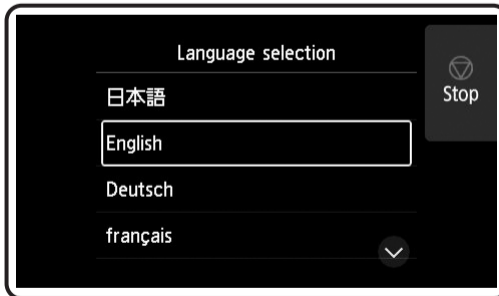 Language selection
Stop
日本語
English
Deutsch
français